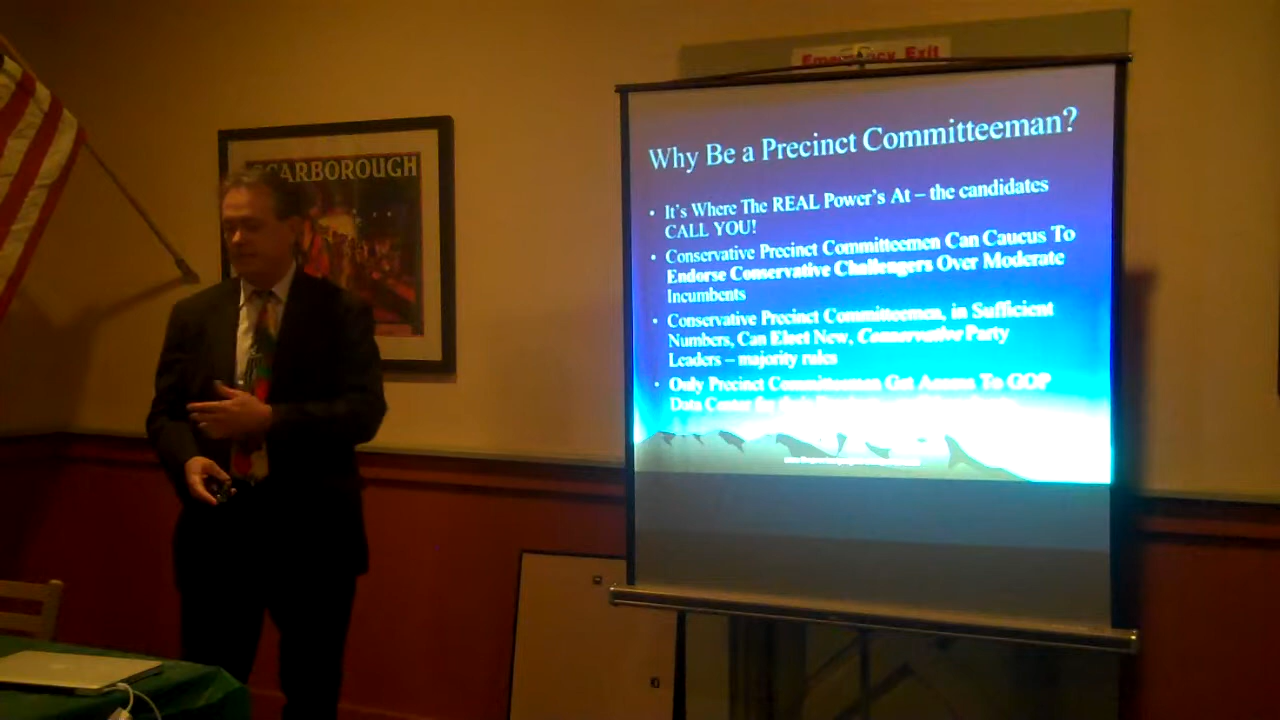 Emergency Exit
SCARBOROUGH
Why Be a Precinct Committeeman?
• It's Where The REAL Power's At – the candidates
CALL YOU!
• Conservative Precinct Committeemen Can Caucus To
Endorse Conservative Challengers Over Moderate
Incumbents
• Conservative Precinct Committeemen, in Sufficient
Numbers, Can Elect New, Conservative Party
Leaders – majority rules
• Only Precinct Committeemen Get Access To GOP
Data Center for